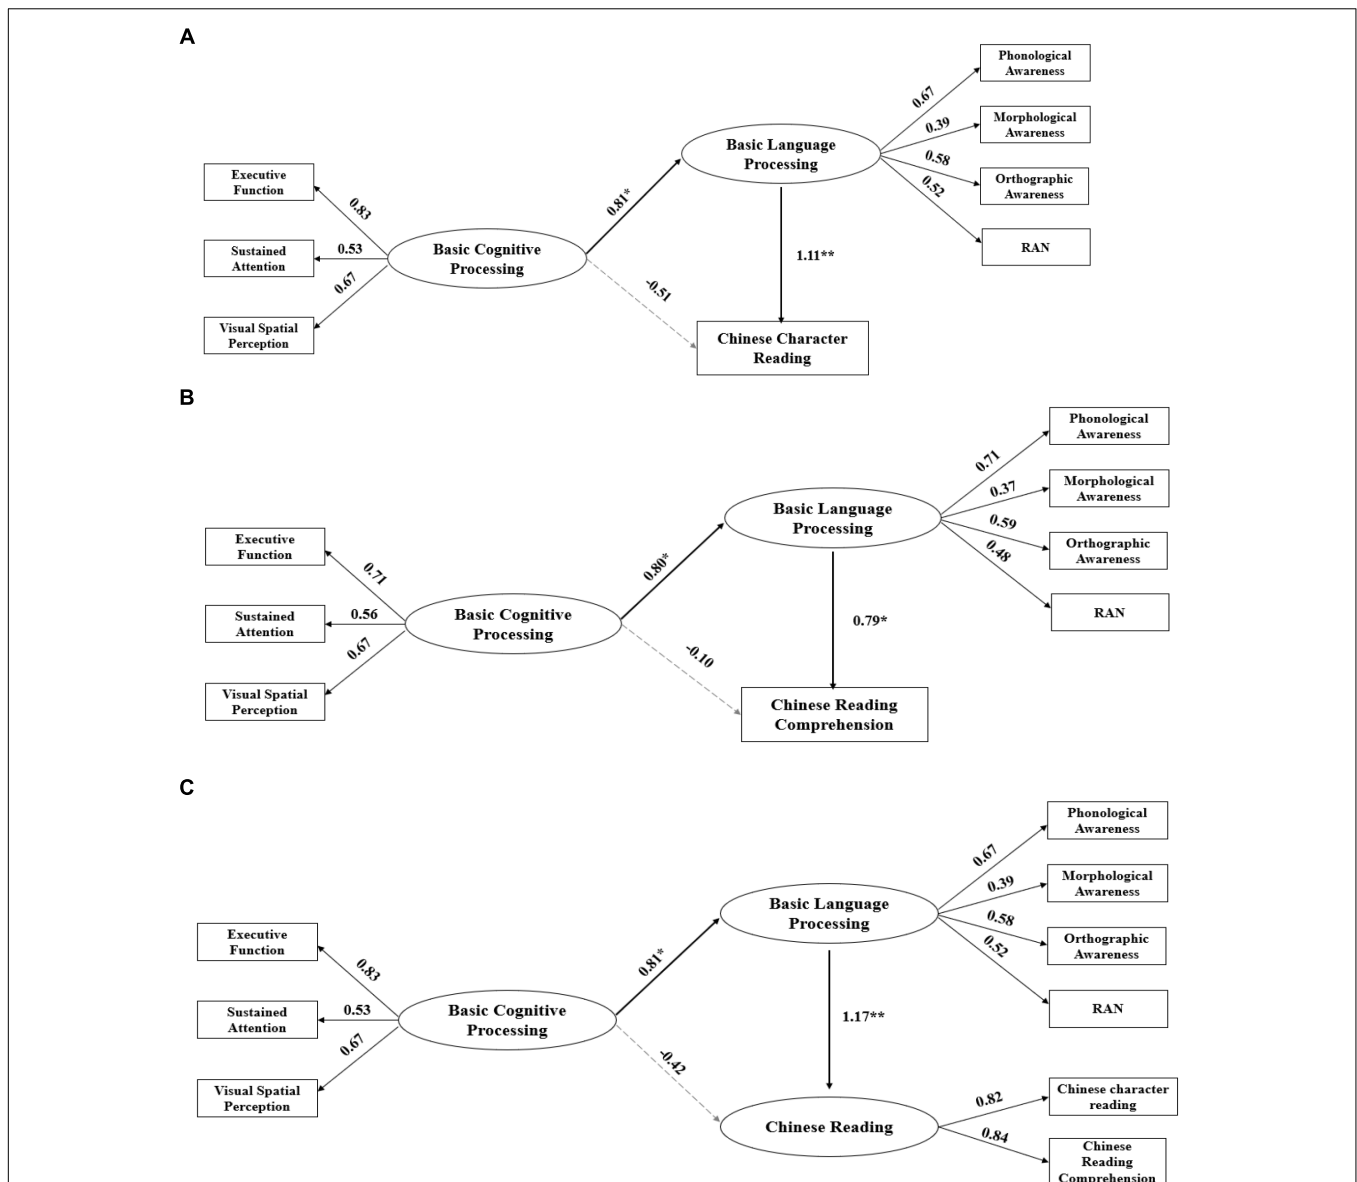 A
Phonological
Awareness
0.67
Morphological
Awareness
0.39
Basic Language
Processing
0.58
Orthographic
Awareness
0.52
RAN
Executive
Function
0.83
0.81*
Sustained
Attention
0.53
Basic Cognitive
Processing
1.11**
0.67
-0.51
Visual Spatial
Perception
Chinese Character
Reading
B
Phonological
Awareness
0.71
Morphological
Awareness
0.37
Basic Language
Processing
0.59
Orthographic
Awareness
0.48
RAN
Executive
Function
0.71
0.80*
Sustained
Attention
0.56
Basic Cognitive
Processing
0.79*
0.67
-0.10
Visual Spatial
Perception
Chinese Reading
Comprehension
C
Phonological
Awareness
0.67
Morphological
Awareness
0.39
Basic Language
Processing
0.58
Orthographic
Awareness
0.52
RAN
Executive
Function
0.83
0.81*
Sustained
Attention
0.53
Basic Cognitive
Processing
1.17**
0.67
-0.42
Visual Spatial
Perception
Chinese Reading
0.82
Chinese character
reading
0.84
Chinese
Reading
Comprehension